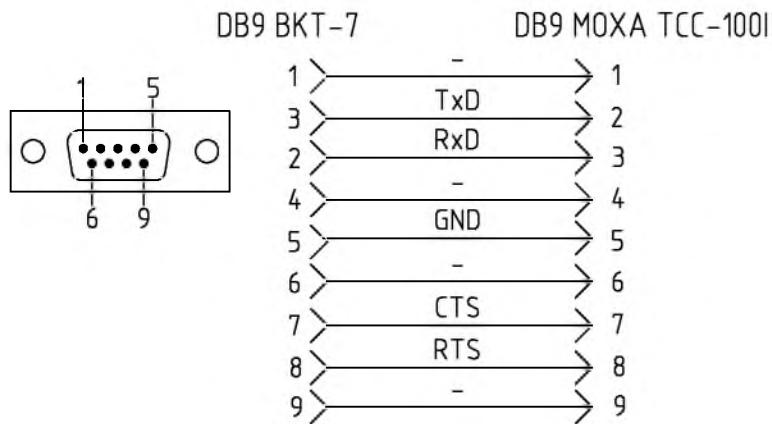 DB9 ВКТ-7 DB9 MOXA TCC-100I
1 - 1
1 5
3 TxD 2
2 RxD 3
4 - 4
6 9
5 GND 5
6 - 6
7 CTS 7
8 RTS 8
9 - 9